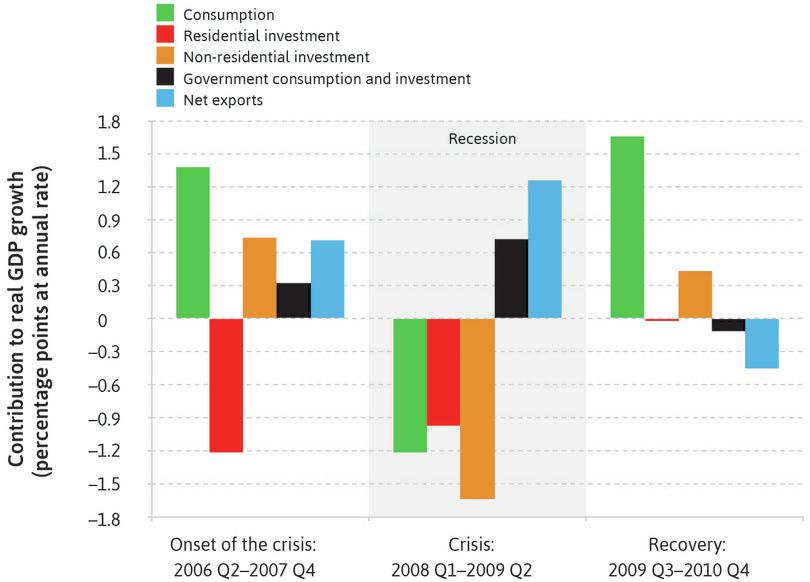 Consumption
Residential investment
Non-residential investment
Government consumption and investment
Net exports
Contribution to real GDP growth
(percentage points at annual rate)
1.8
1.5
1.2
0.9
0.6
0.3
0
–0.3
–0.6
–0.9
–1.2
–1.5
–1.8
Recession
Onset of the crisis:
2006 Q2–2007 Q4
Crisis:
2008 Q1–2009 Q2
Recovery:
2009 Q3–2010 Q4